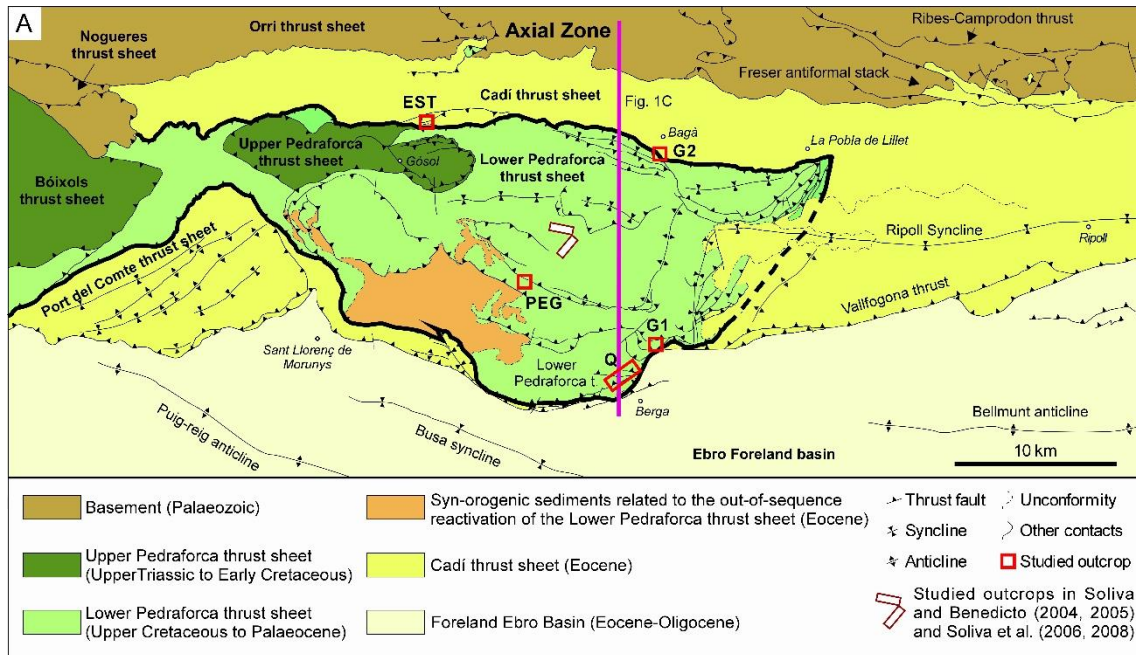 A
Orri thrust sheet
Axial Zone
Ribes-Camprodon thrust
Nogueres
thrust sheet
Freser antiformal stack
EST
Cadí thrust sheet
Fig. 1C
Bagà
La Pobla de Lillet
G2
Upper Pedraforca
thrust sheet
Gósol
Lower Pedraforca
thrust sheet
Bóixols
thrust sheet
Port del Comte thrust sheet
Ripoll Syncline
Ripoll
PEG
Vallfogona thrust
G1
Sant Llorenç de
Morunys
Q
Lower
Pedraforca t.
Berga
Puig-reig anticline
Busa syncline
Bellmunt anticline
Ebro Foreland basin
10 km
Basement (Palaeozoic)
Upper Pedraforca thrust sheet
(UpperTriassic to Early Cretaceous)
Lower Pedraforca thrust sheet
(Upper Cretaceous to Palaeocene)
Syn-orogenic sediments related to the out-of-sequence
reactivation of the Lower Pedraforca thrust sheet (Eocene)
Cadí thrust sheet (Eocene)
Foreland Ebro Basin (Eocene-Oligocene)
Thrust fault
Unconformity
Syncline
Other contacts
Anticline
Studied outcrop
Studied outcrops in Soliva
and Benedicto (2004, 2005)
and Soliva et al. (2006, 2008)